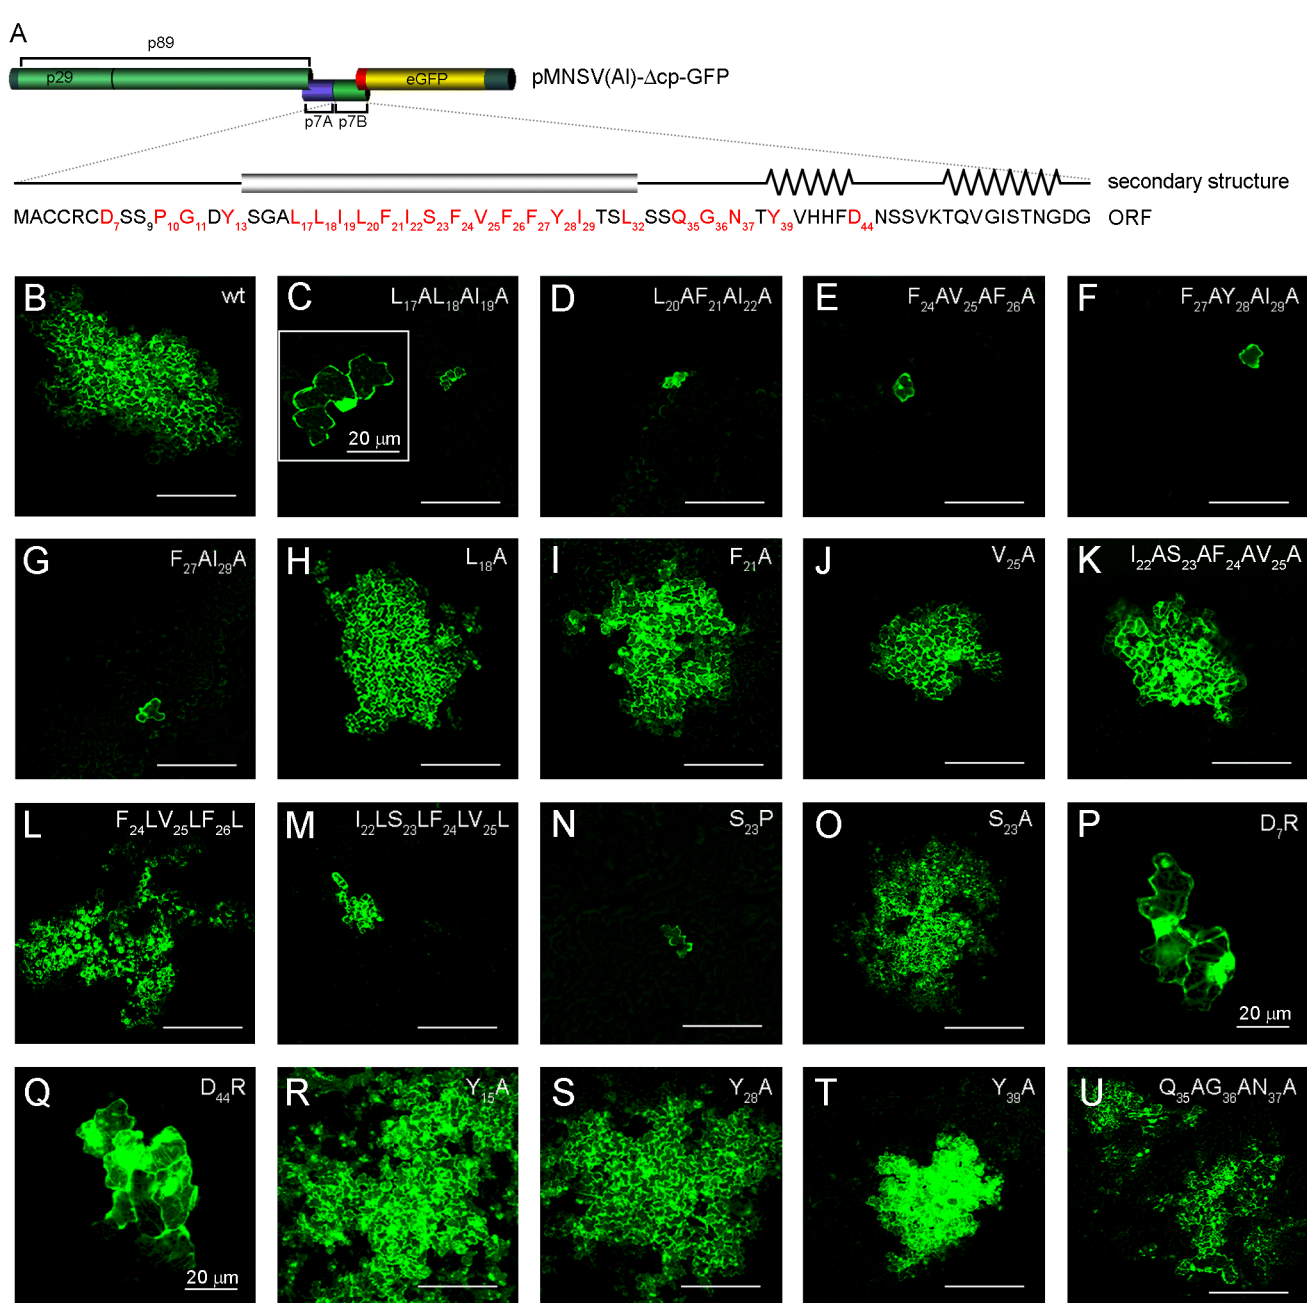 A
p89
p29
eGFP
pMNSV(Al)-Δcp-GFP
p7A
p7B
secondary structure
MACCRCD7SS9P10G11DY13SGAL17L18I19L20F21I22S23F24V25F26F27Y28I29TSL32SSQ35G36N37TY39VHHFD44NSSVKTQVGISTNGDG ORF
B wt
C L17AL18AI19A
20 µm
D L20AF21AI22A
E F24AV25AF26A
F F27AY28AI29A
G F27AI29A
H L18A
I F21A
J V25A
K I22AS23AF24AV25A
L F24LV25LF26L
M I22LS23LF24LV25L
N S23P
O S23A
P D7R
20 µm
Q D44R
20 µm
R Y15A
S Y28A
T Y39A
U Q35AG36AN37A